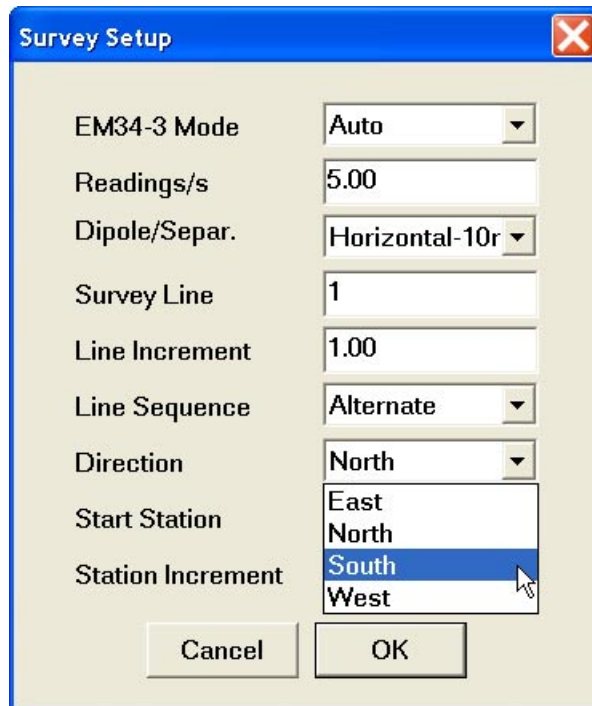 Survey Setup
EM34-3 Mode Auto
Readings/s 5.00
Dipole/Separ. Horizontal-10r
Survey Line 1
Line Increment 1.00
Line Sequence Alternate
Direction North
East
Start Station
North
South
Station Increment
West
Cancel OK